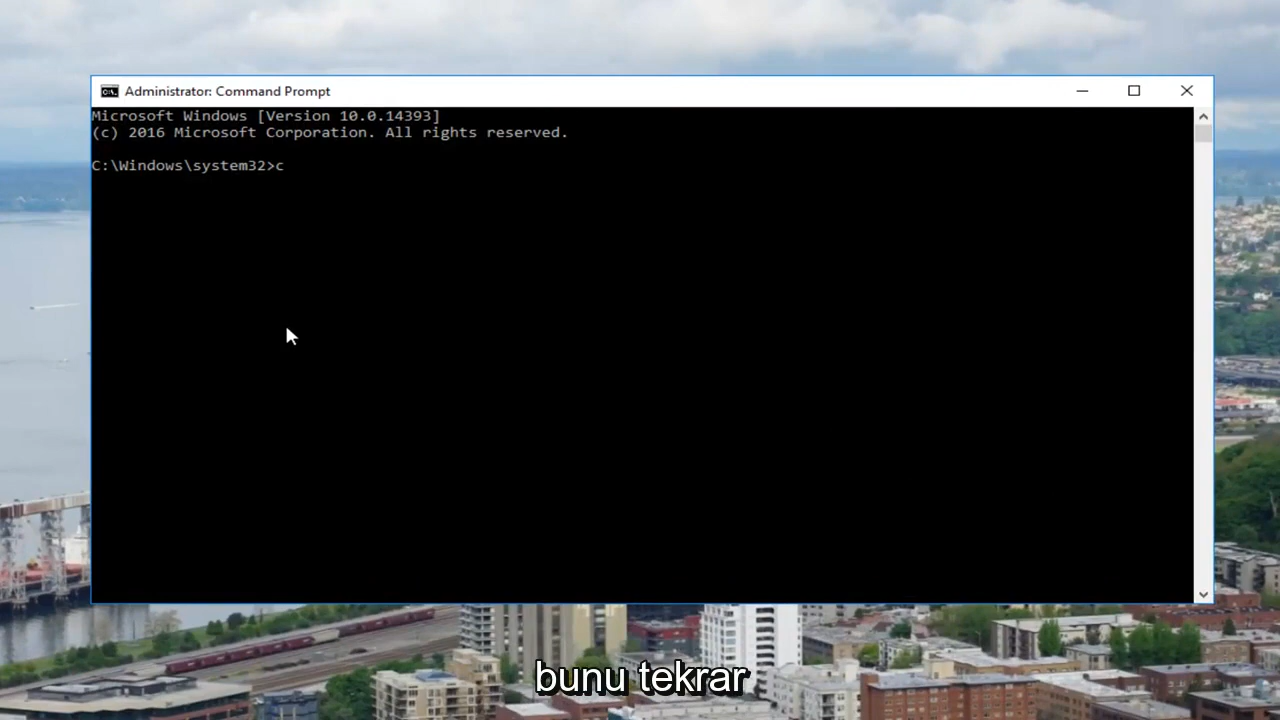 Administrator: Command Prompt
Microsoft Windows [Version 10.0.14393]
(c) 2016 Microsoft Corporation. All rights reserved.
C:\Windows\system32>c
bunu tekrar